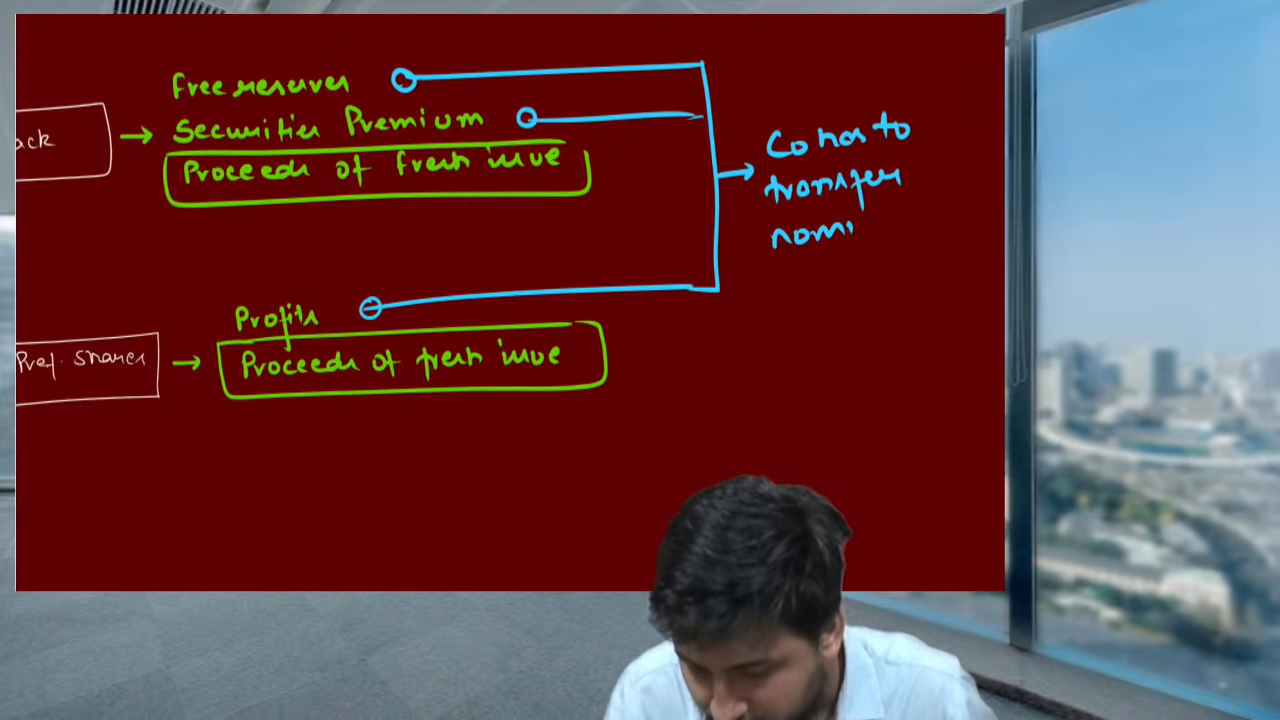 Free reserves
ack → Securities Premium
Proceeds of fresh issue
Co has to
transfer
nomi
Profits
Pref. shares → Proceeds of fresh issue